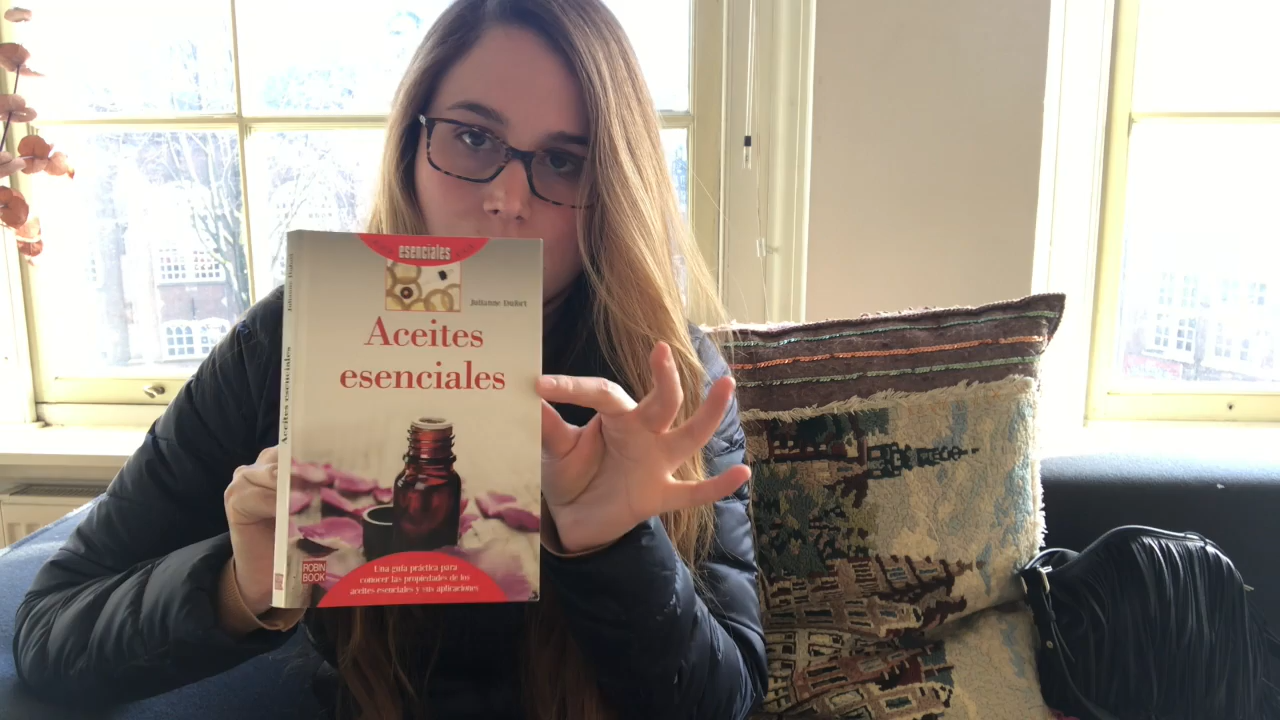 esenciales
Julianne Dufort
Aceites
esenciales
Aceites esenciales
ROBIN
BOOK
Una guía práctica para
conocer las propiedades de los
aceites esenciales y sus aplicaciones